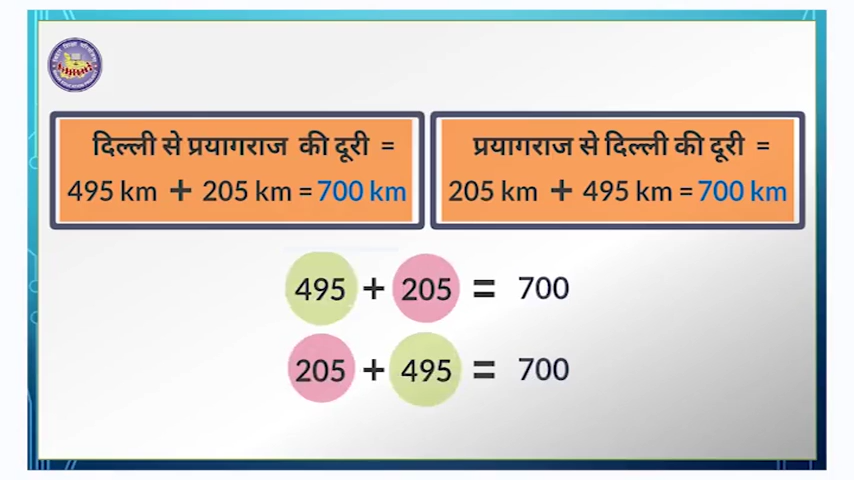 दिल्ली से प्रयागराज की दूरी =
495 km + 205 km = 700 km
प्रयागराज से दिल्ली की दूरी =
205 km + 495 km = 700 km
495 + 205 = 700
205 + 495 = 700